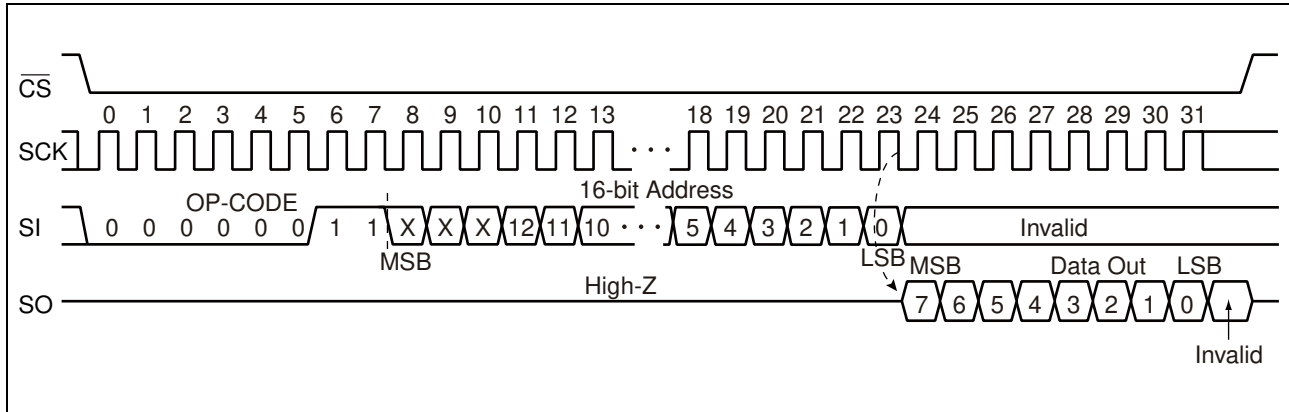 CS
0 1 2 3 4 5 6 7 8 9 10 11 12 13 18 19 20 21 22 23 24 25 26 27 28 29 30 31
SCK
· · ·
OP-CODE
16-bit Address
SI
0 0 0 0 0 0 1 1 X X X 12 11 10 · · · 5 4 3 2 1 0 Invalid
MSB
LSB
MSB Data Out LSB
High-Z
SO
7 6 5 4 3 2 1 0
Invalid